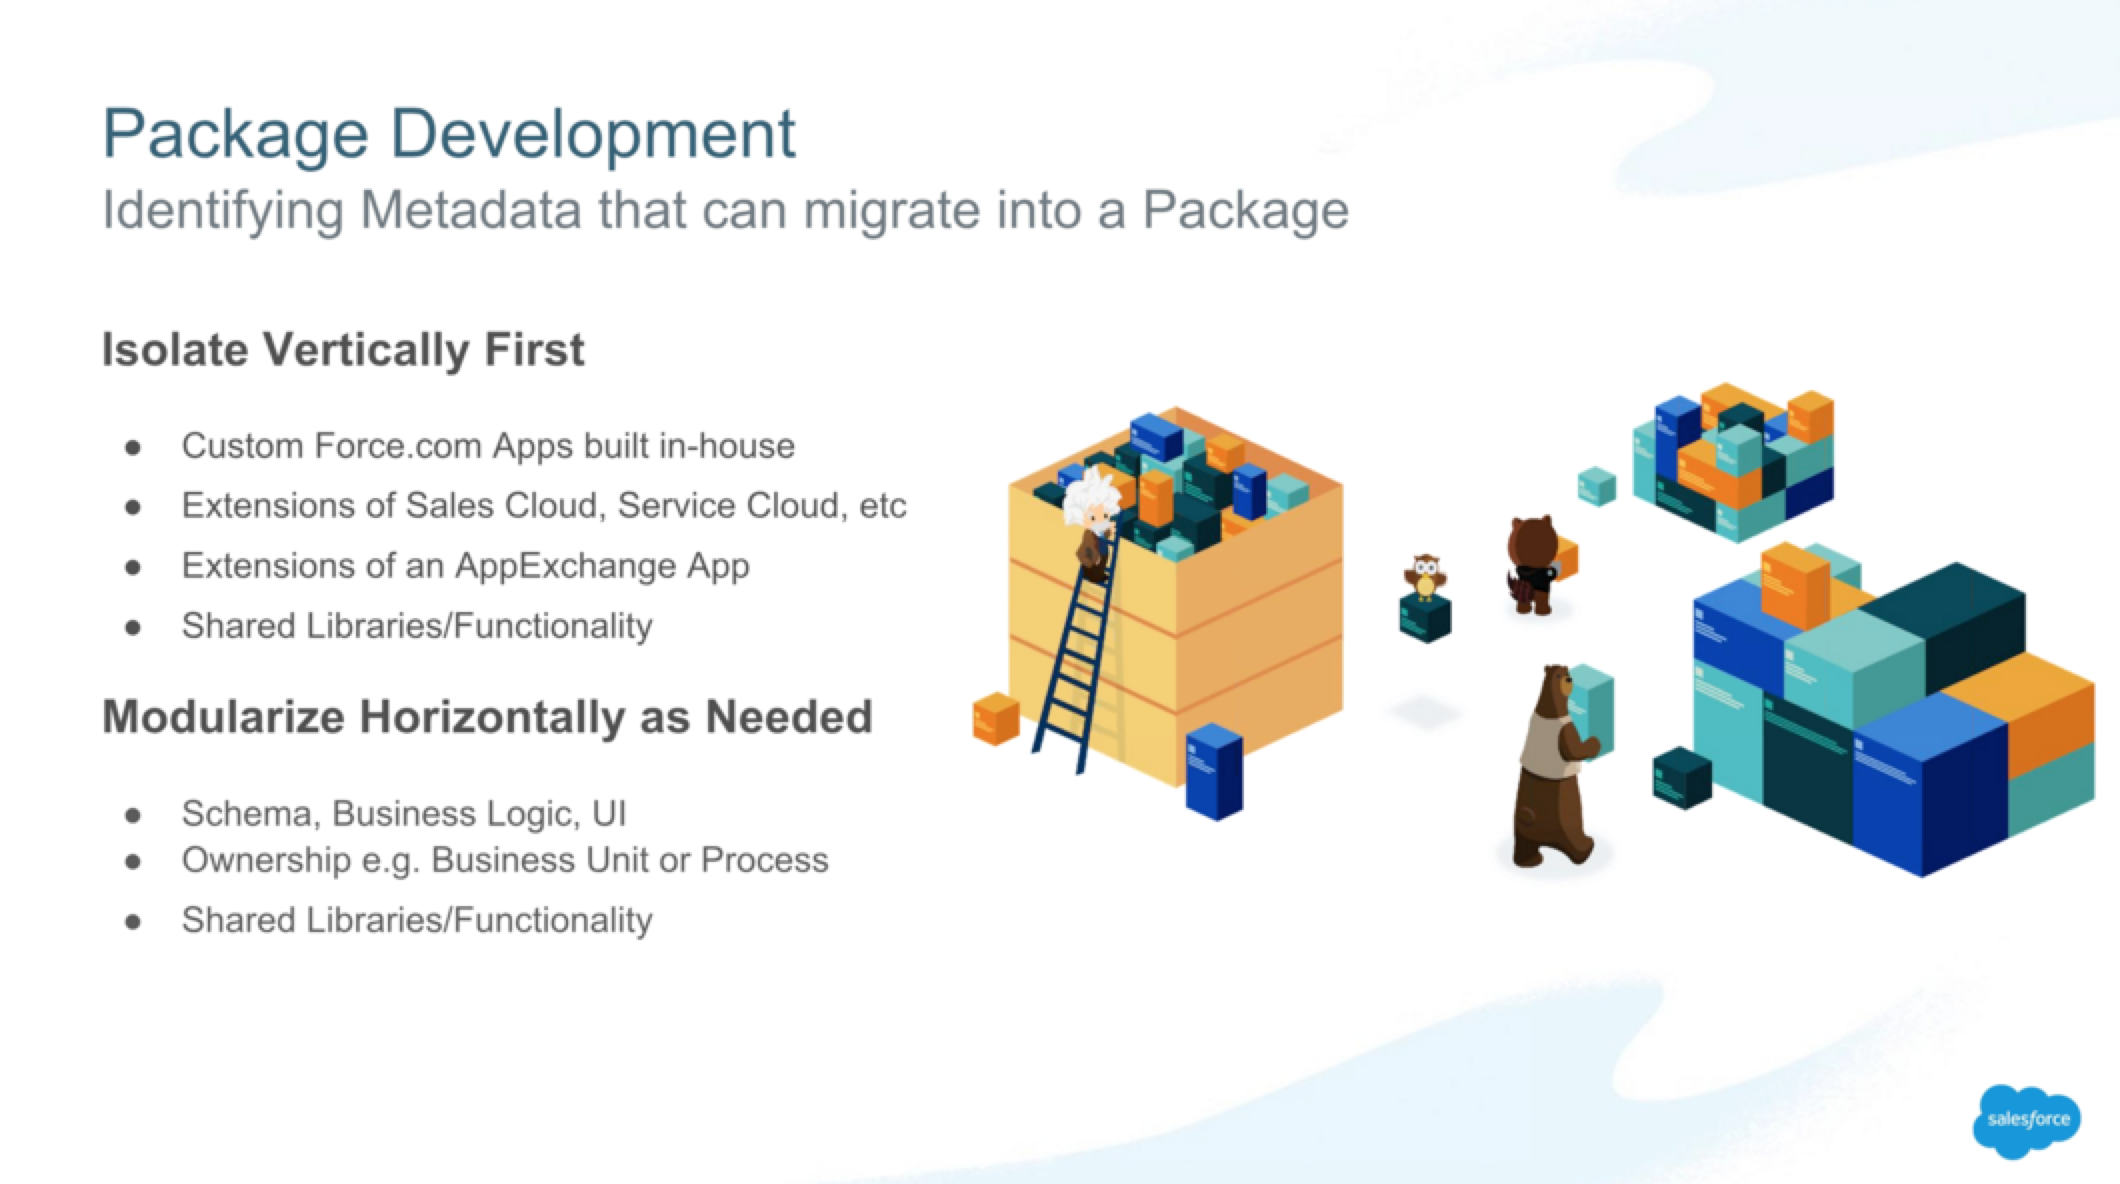 Package Development
Identifying Metadata that can migrate into a Package
Isolate Vertically First
● Custom Force.com Apps built in-house
● Extensions of Sales Cloud, Service Cloud, etc
● Extensions of an AppExchange App
● Shared Libraries/Functionality
Modularize Horizontally as Needed
● Schema, Business Logic, UI
● Ownership e.g. Business Unit or Process
● Shared Libraries/Functionality
salesforce